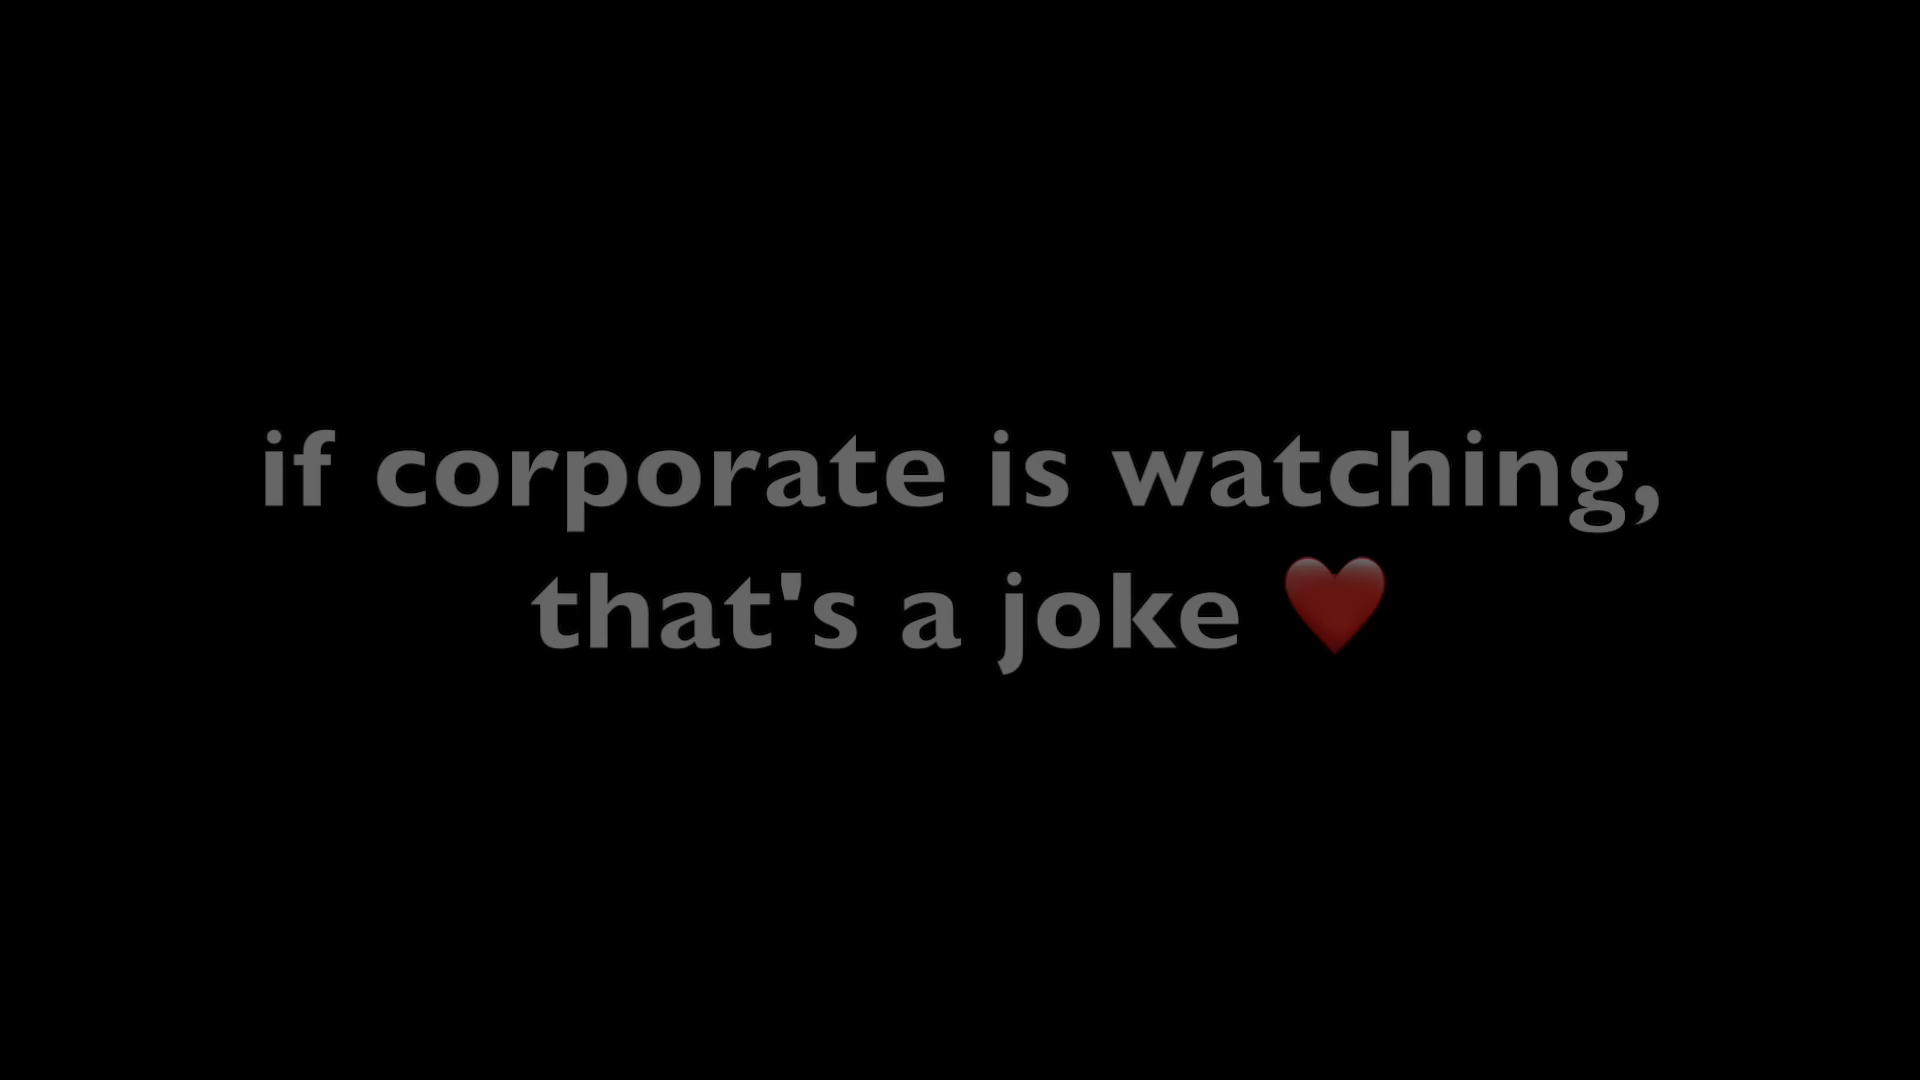 if corporate is watching,
that's a joke ❤️